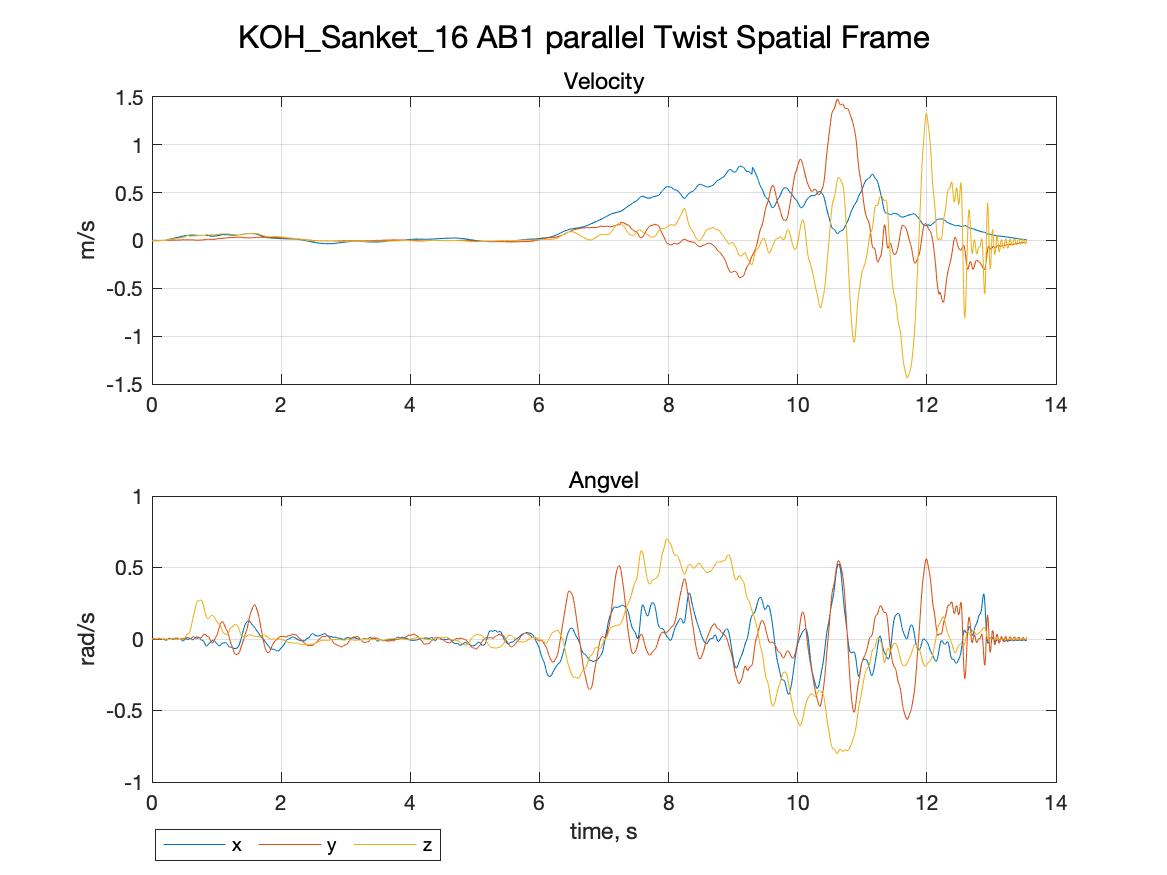 KOH_Sanket_16 AB1 parallel Twist Spatial Frame
Velocity
1.5
1
0.5
0
-0.5
-1
-1.5
m/s
0 2 4 6 8 10 12 14
Angvel
1
0.5
0
-0.5
-1
rad/s
0 2 4 6 8 10 12 14
time, s
x y z